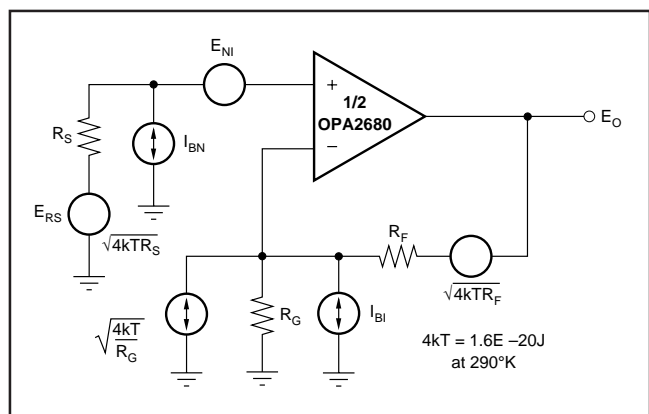 E_NI
+
1/2
OPA2680
−
E_O
R_S
I_BN
E_RS
√4kTR_S
R_F
√4kTR_F
√4kT/R_G
R_G
I_BI
4kT = 1.6E –20J
at 290°K